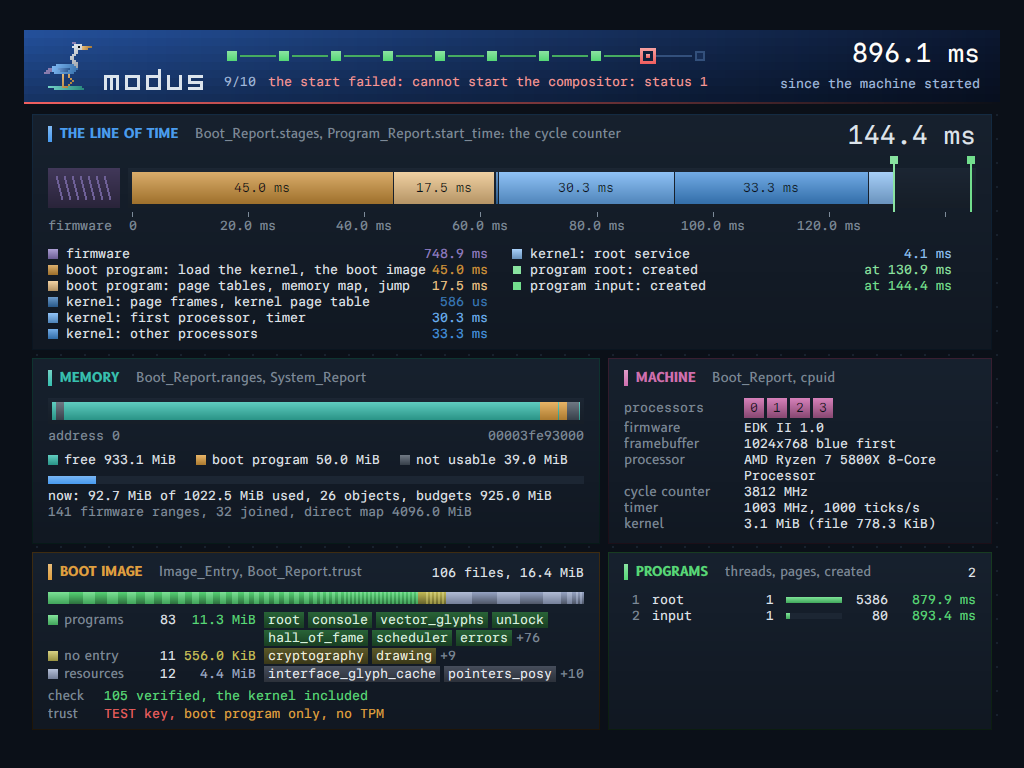 modus
9/10 the start failed: cannot start the compositor: status 1
896.1 ms
since the machine started
THE LINE OF TIME Boot_Report.stages, Program_Report.start_time: the cycle counter
144.4 ms
45.0 ms 17.5 ms 30.3 ms 33.3 ms
firmware 0 20.0 ms 40.0 ms 60.0 ms 80.0 ms 100.0 ms 120.0 ms
firmware 748.9 ms
boot program: load the kernel, the boot image 45.0 ms
boot program: page tables, memory map, jump 17.5 ms
kernel: page frames, kernel page table 586 us
kernel: first processor, timer 30.3 ms
kernel: other processors 33.3 ms
kernel: root service 4.1 ms
program root: created at 130.9 ms
program input: created at 144.4 ms
MEMORY Boot_Report.ranges, System_Report
address 0 00003fe93000
free 933.1 MiB boot program 50.0 MiB not usable 39.0 MiB
now: 92.7 MiB of 1022.5 MiB used, 26 objects, budgets 925.0 MiB
141 firmware ranges, 32 joined, direct map 4096.0 MiB
MACHINE Boot_Report, cpuid
processors 0 1 2 3
firmware EDK II 1.0
framebuffer 1024x768 blue first
processor AMD Ryzen 7 5800X 8-Core
Processor
cycle counter 3812 MHz
timer 1003 MHz, 1000 ticks/s
kernel 3.1 MiB (file 778.3 KiB)
BOOT IMAGE Image_Entry, Boot_Report.trust 106 files, 16.4 MiB
programs 83 11.3 MiB root console vector_glyphs unlock
hall_of_fame scheduler errors +76
no entry 11 556.0 KiB cryptography drawing +9
resources 12 4.4 MiB interface_glyph_cache pointers_posy +10
check 105 verified, the kernel included
trust TEST key, boot program only, no TPM
PROGRAMS threads, pages, created 2
1 root 1 5386 879.9 ms
2 input 1 80 893.4 ms